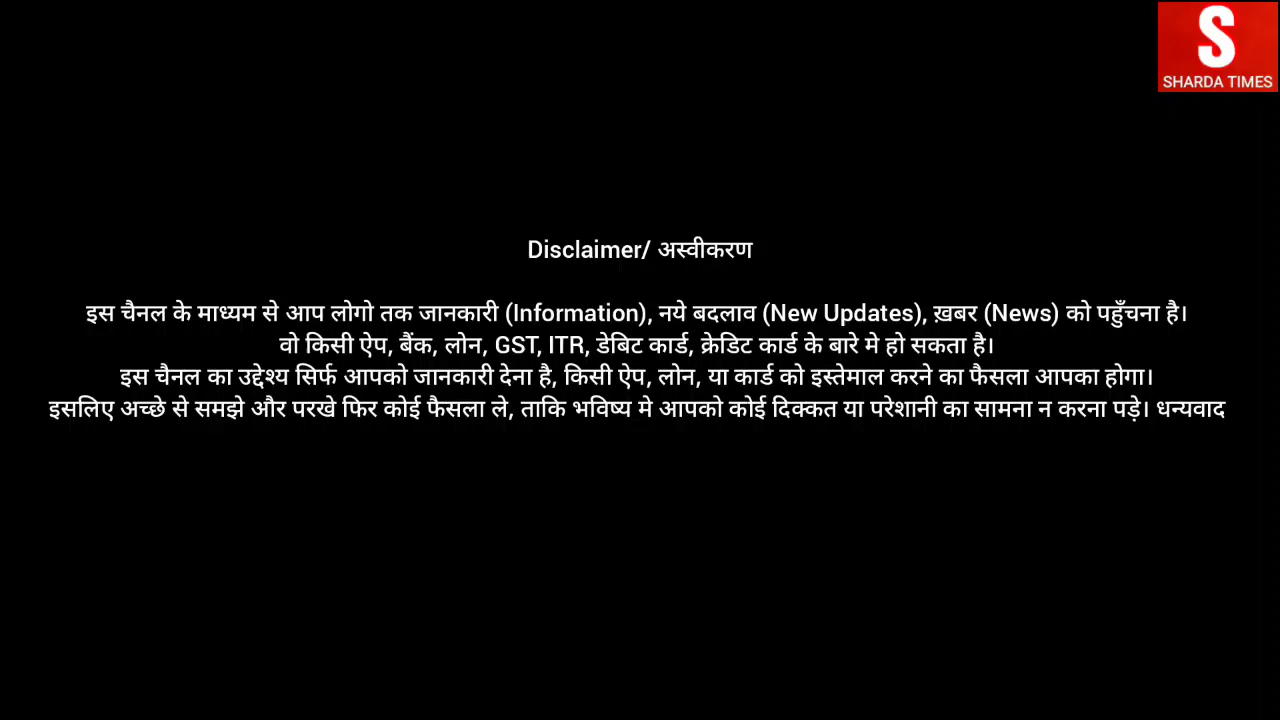 S
SHARDA TIMES
Disclaimer/ अस्वीकरण
इस चैनल के माध्यम से आप लोगो तक जानकारी (Information), नये बदलाव (New Updates), ख़बर (News) को पहुँचना है।
वो किसी ऐप, बैंक, लोन, GST, ITR, डेबिट कार्ड, क्रेडिट कार्ड के बारे मे हो सकता है।
इस चैनल का उद्देश्य सिर्फ आपको जानकारी देना है, किसी ऐप, लोन, या कार्ड को इस्तेमाल करने का फैसला आपका होगा।
इसलिए अच्छे से समझे और परखे फिर कोई फैसला ले, ताकि भविष्य मे आपको कोई दिक्कत या परेशानी का सामना न करना पड़े। धन्यवाद